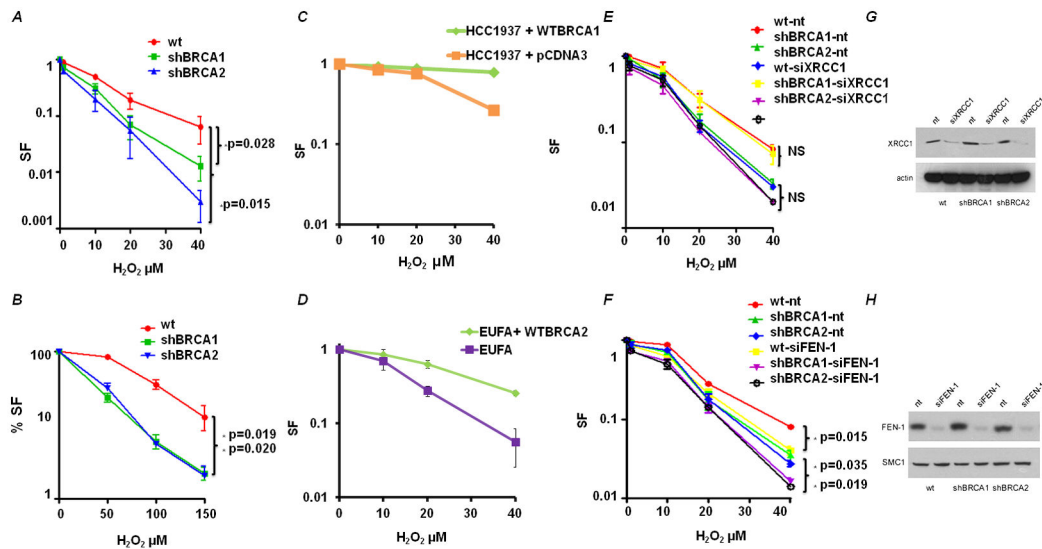 A
wt
shBRCA1
shBRCA2
1
0.1
0.01
0.001
SF
0 10 20 30 40
H2O2 µM
*p=0.028
*p=0.015
B
wt
shBRCA1
shBRCA2
100
10
1
% SF
0 50 100 150
H2O2 µM
*p=0.019
*p=0.020
C
HCC1937 + WTBRCA1
HCC1937 + pCDNA3
SF
1
0.1
0 10 20 30 40
H2O2 µM
D
EUFA+ WTBRCA2
EUFA
1
0.1
0.01
SF
0 10 20 30 40
H2O2 µM
E
wt-nt
shBRCA1-nt
shBRCA2-nt
wt-siXRCC1
shBRCA1-siXRCC1
shBRCA2-siXRCC1
1
0.1
0.01
SF
0 10 20 30 40
H2O2 µM
NS
NS
F
wt-nt
shBRCA1-nt
shBRCA2-nt
wt-siFEN-1
shBRCA1-siFEN-1
shBRCA2-siFEN-1
1
0.1
0.01
SF
0 10 20 30 40
H2O2 µM
*p=0.015
*p=0.035
*p=0.019
G
nt siXRCC1 nt siXRCC1 nt siXRCC1
XRCC1
actin
wt shBRCA1 shBRCA2
H
nt siFEN-1 nt siFEN-1 nt siFEN-1
FEN-1
SMC1
wt shBRCA1 shBRCA2